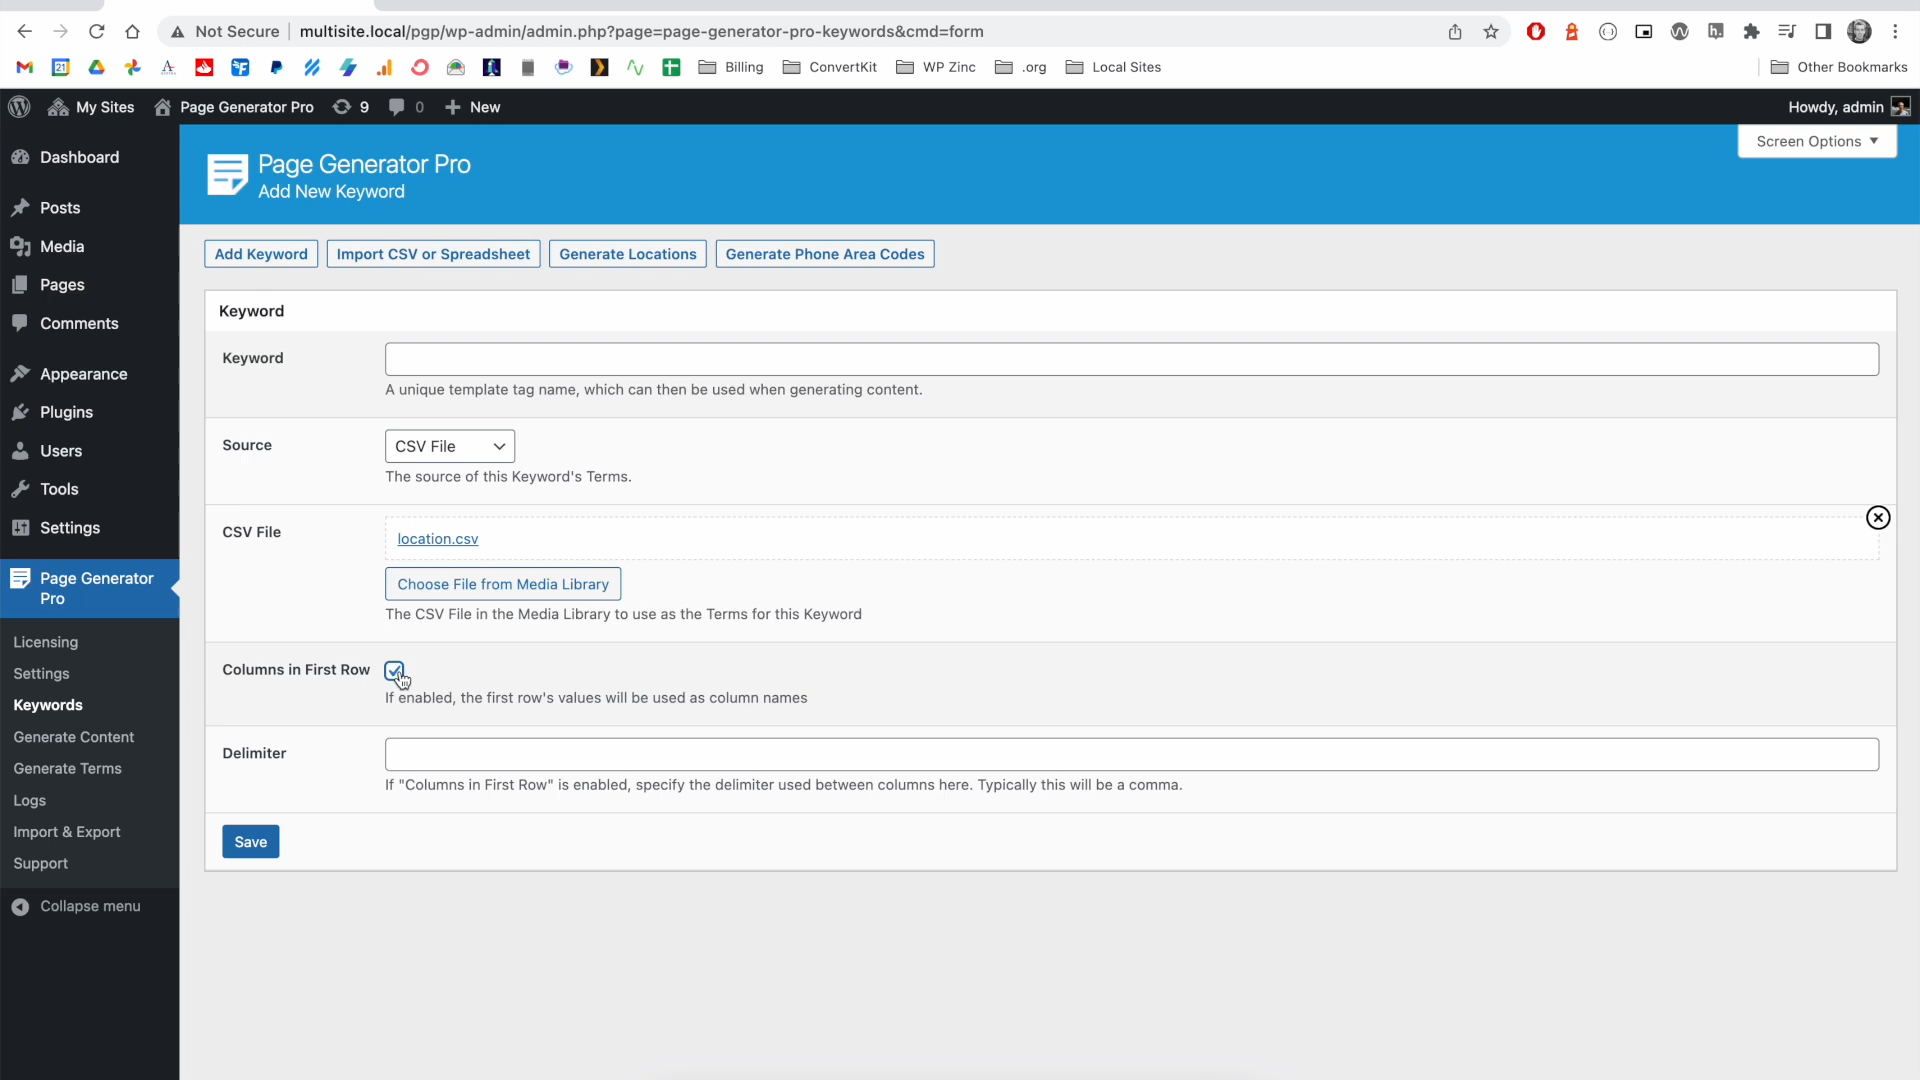 Not Secure
multisite.local/pgp/wp-admin/admin.php?page=page-generator-pro-keywords&cmd=form
21
Billing
ConvertKit
WP Zinc
.org
Local Sites
Other Bookmarks
My Sites
Page Generator Pro
9
0
New
Howdy, admin
Screen Options
Page Generator Pro
Add New Keyword
Dashboard
Posts
Media
Pages
Comments
Appearance
Plugins
Users
Tools
Settings
Page Generator
Pro
Licensing
Settings
Keywords
Generate Content
Generate Terms
Logs
Import & Export
Support
Collapse menu
Add Keyword
Import CSV or Spreadsheet
Generate Locations
Generate Phone Area Codes
Keyword
Keyword
A unique template tag name, which can then be used when generating content.
Source
CSV File
The source of this Keyword's Terms.
CSV File
location.csv
Choose File from Media Library
The CSV File in the Media Library to use as the Terms for this Keyword
Columns in First Row
If enabled, the first row's values will be used as column names
Delimiter
If "Columns in First Row" is enabled, specify the delimiter used between columns here. Typically this will be a comma.
Save